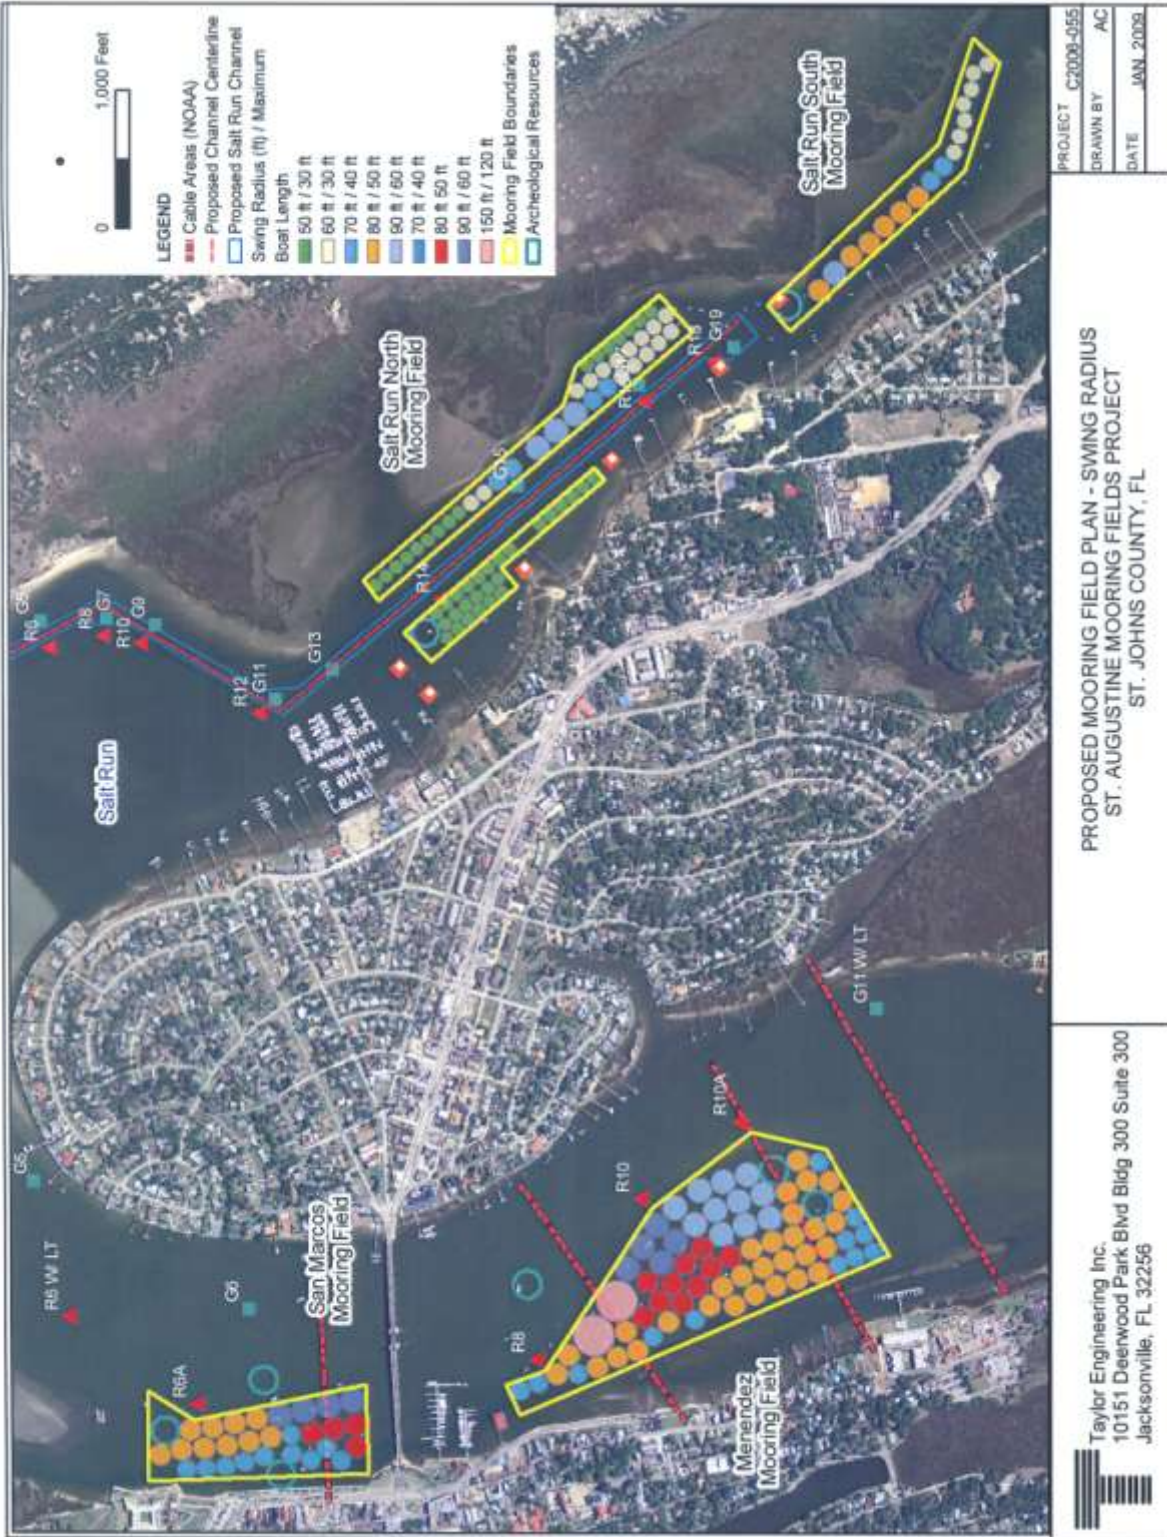 0
1,000 Feet
LEGEND
Cable Areas (NOAA)
Proposed Channel Centerline
Proposed Salt Run Channel
Swing Radius (ft) / Maximum
Boat Length
50 ft / 30 ft
60 ft / 30 ft
70 ft / 40 ft
80 ft / 50 ft
90 ft / 60 ft
70 ft / 40 ft
80 ft 50 ft
90 ft / 60 ft
150 ft / 120 ft
Mooring Field Boundaries
Archeological Resources
Salt Run
Salt Run North
Mooring Field
Salt Run South
Mooring Field
San Marcos
Mooring Field
Menendez
Mooring Field
R6
G5
R8
G7
R10
G9
R12
G11
G13
R14
G19
G5
R6 W LT
G6
R6A
R8
R10
R10A
G11 W LT
Taylor Engineering Inc.
10151 Deerwood Park Blvd Bldg 300 Suite 300
Jacksonville, FL 32256
PROPOSED MOORING FIELD PLAN - SWING RADIUS
ST. AUGUSTINE MOORING FIELDS PROJECT
ST. JOHNS COUNTY, FL
PROJECT C2006-055
DRAWN BY AC
DATE JAN, 2009